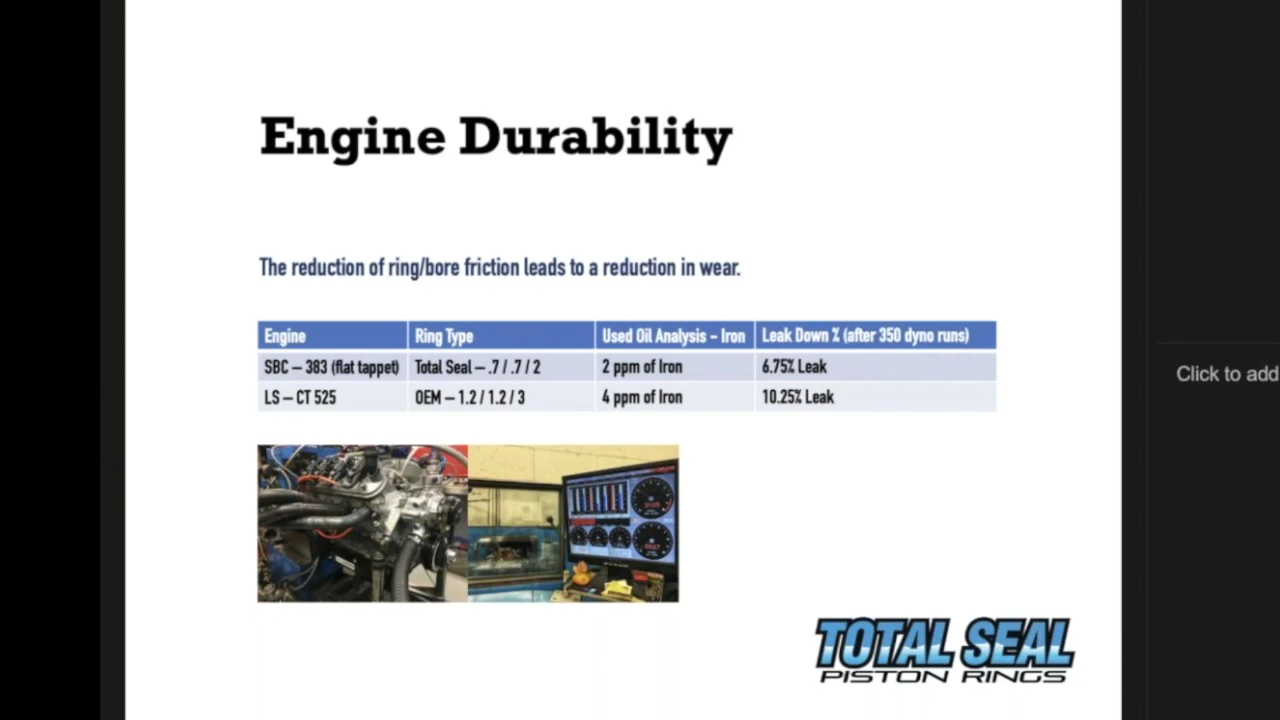 Engine Durability
The reduction of ring/bore friction leads to a reduction in wear.
Engine Ring Type Used Oil Analysis – Iron Leak Down % (after 350 dyno runs)
SBC – 383 (flat tappet) Total Seal – .7 / .7 / 2 2 ppm of Iron 6.75% Leak
LS – CT 525 OEM – 1.2 / 1.2 / 3 4 ppm of Iron 10.25% Leak
Click to add
TOTAL SEAL
PISTON RINGS